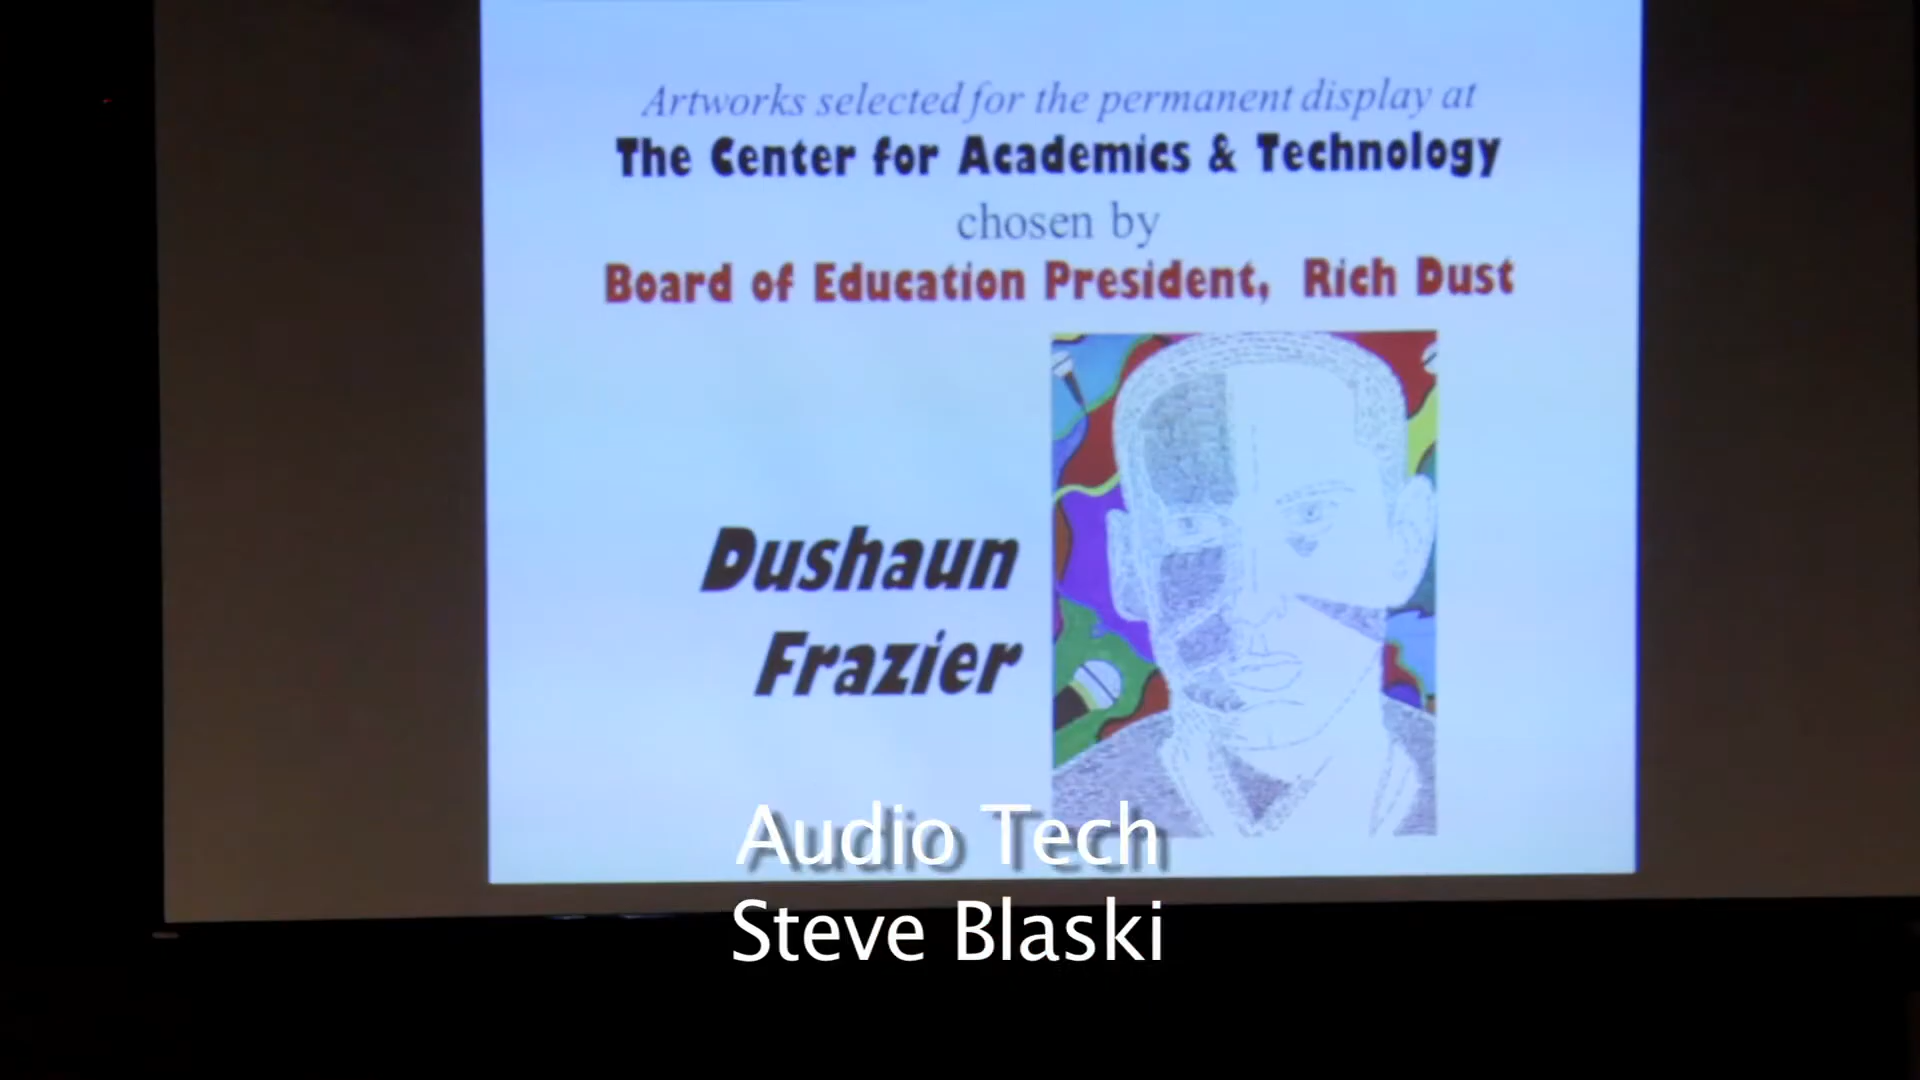 Artworks selected for the permanent display at
The Center for Academics & Technology
chosen by
Board of Education President, Rich Dust
Dushaun
Frazier
Audio Tech
Steve Blaski